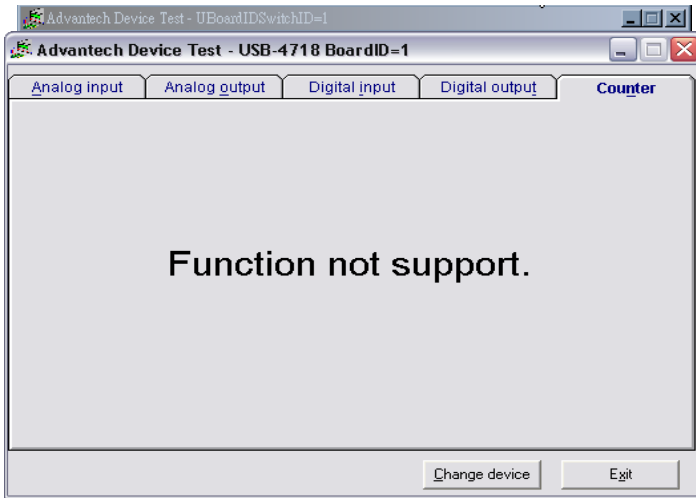 Advantech Device Test - UBoardIDSwitchID=1
Advantech Device Test - USB-4718 BoardID=1
Analog input Analog output Digital input Digital output Counter
Function not support.
Change device Exit